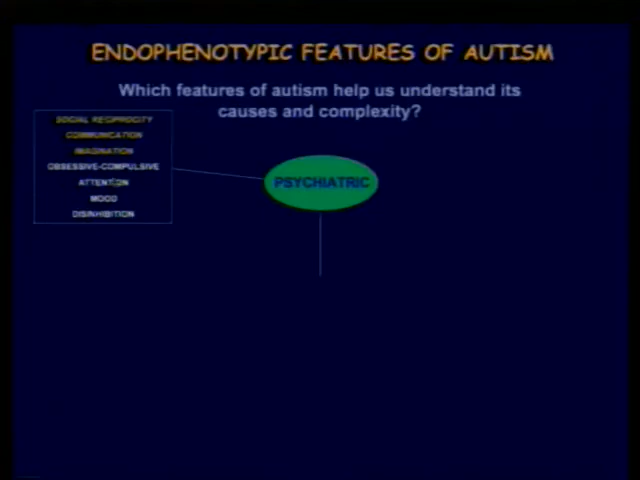 ENDOPHENOTYPIC FEATURES OF AUTISM
Which features of autism help us understand its
causes and complexity?
SOCIAL RECIPROCITY
COMMUNICATION
IMAGINATION
OBSESSIVE-COMPULSIVE
ATTENTION
MOOD
DISINHIBITION
PSYCHIATRIC